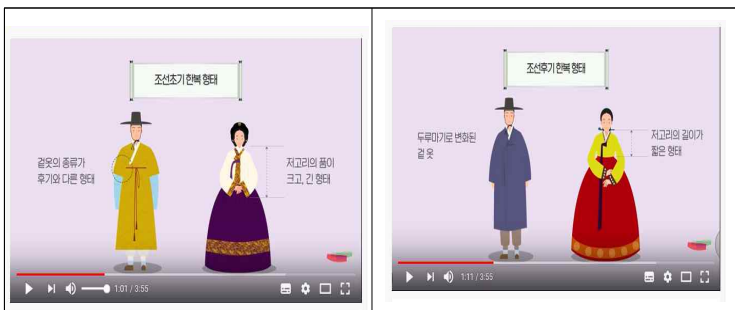 조선초기 한복 형태
겉옷의 종류가
후기와 다른 형태
저고리의 품이
크고, 긴 형태
1:01 / 3:55
조선후기 한복 형태
두루마기로 변화된
겉 옷
저고리의 길이가
짧은 형태
1:11 / 3:55